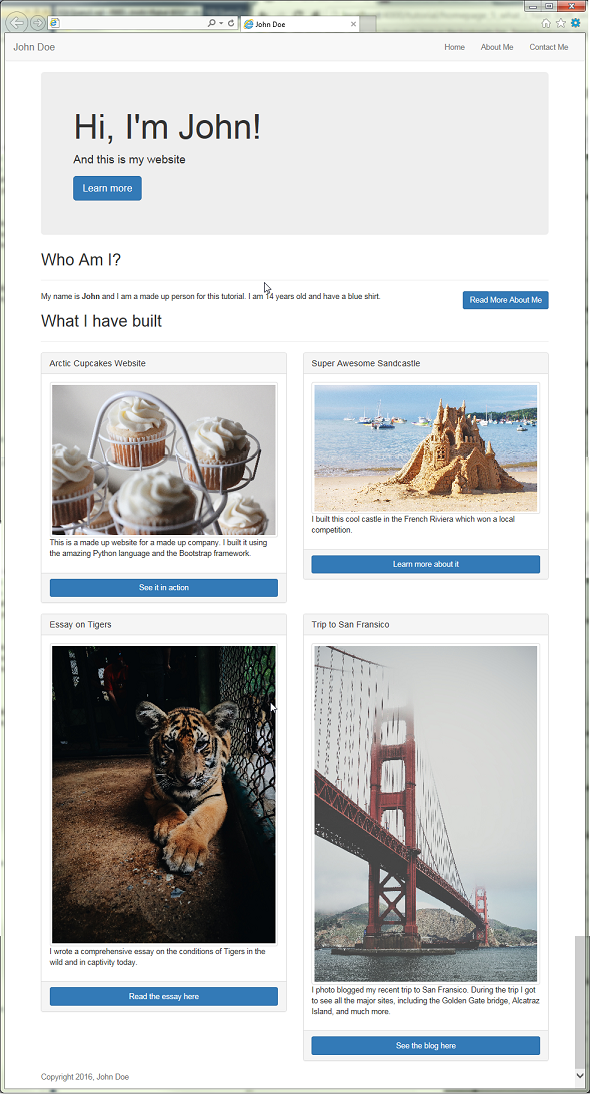 John Doe
John Doe
Home About Me Contact Me
Hi, I'm John!
And this is my website
Learn more
Who Am I?
My name is John and I am a made up person for this tutorial. I am 14 years old and have a blue shirt.
Read More About Me
What I have built
Arctic Cupcakes Website
This is a made up website for a made up company. I built it using
the amazing Python language and the Bootstrap framework.
See it in action
Super Awesome Sandcastle
I built this cool castle in the French Riviera which won a local
competition.
Learn more about it
Essay on Tigers
I wrote a comprehensive essay on the conditions of Tigers in the
wild and in captivity today.
Read the essay here
Trip to San Fransico
I photo blogged my recent trip to San Fransico. During the trip I got
to see all the major sites, including the Golden Gate bridge, Alcatraz
Island, and much more.
See the blog here
Copyright 2016, John Doe